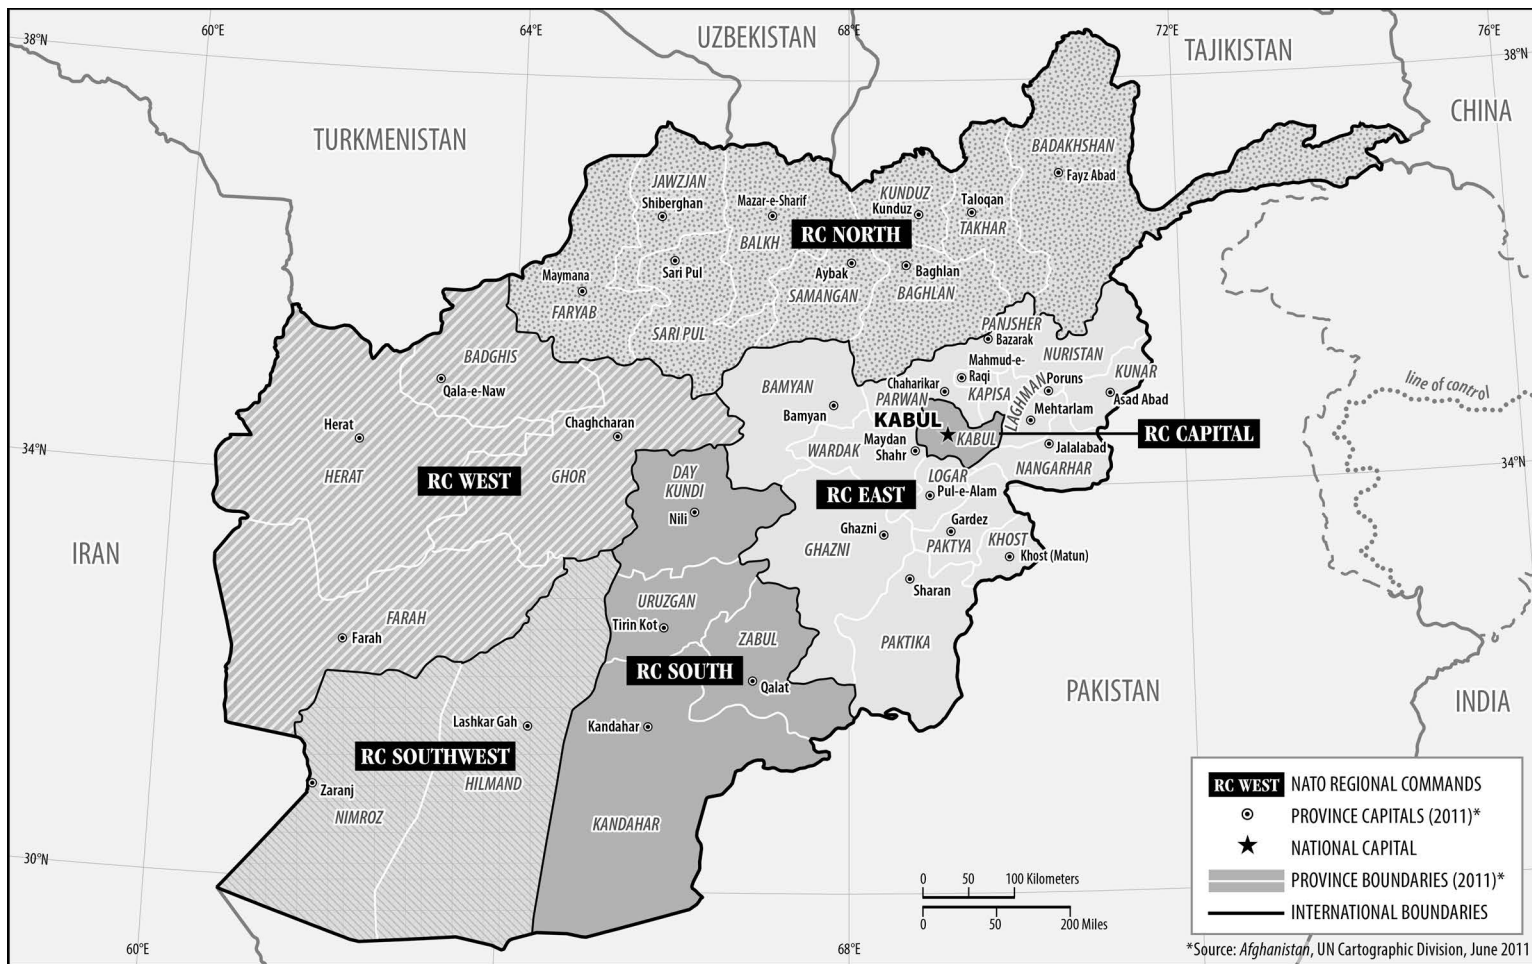 60°E
64°E
68°E
72°E
76°E
38°N
38°N
UZBEKISTAN
TAJIKISTAN
CHINA
TURKMENISTAN
BADAKHSHAN
Fayz Abad
JAWZJAN
Shiberghan
Mazar-e-Sharif
KUNDUZ
Kunduz
Taloqan
TAKHAR
RC NORTH
BALKH
Sari Pul
Aybak
Baghlan
Maymana
SAMANGAN
BAGHLAN
FARYAB
SARI PUL
PANJSHER
Bazarak
BADGHIS
Qala-e-Naw
Mahmud-e-
Raqi
NURISTAN
KUNAR
BAMYAN
Chaharikar
PARWAN
KAPISA
LAGHMAN
Poruns
Asad Abad
line of control
Bamyan
Mehtarlam
Herat
Chaghcharan
KABUL
KABUL
RC CAPITAL
34°N
34°N
WARDAK
Maydan
Shahr
Jalalabad
NANGARHAR
HERAT
RC WEST
GHOR
DAY
KUNDI
Nili
RC EAST
LOGAR
Pul-e-Alam
Ghazni
GHAZNI
Gardez
PAKTYA
KHOST
Khost (Matun)
IRAN
Sharan
FARAH
Farah
URUZGAN
Tirin Kot
ZABUL
PAKTIKA
RC SOUTH
Qalat
PAKISTAN
INDIA
Lashkar Gah
Kandahar
RC SOUTHWEST
HILMAND
Zaranj
NIMROZ
KANDAHAR
30°N
RC WEST NATO REGIONAL COMMANDS
PROVINCE CAPITALS (2011)*
NATIONAL CAPITAL
PROVINCE BOUNDARIES (2011)*
INTERNATIONAL BOUNDARIES
0 50 100 Kilometers
0 50 200 Miles
60°E
68°E
*Source: Afghanistan, UN Cartographic Division, June 2011